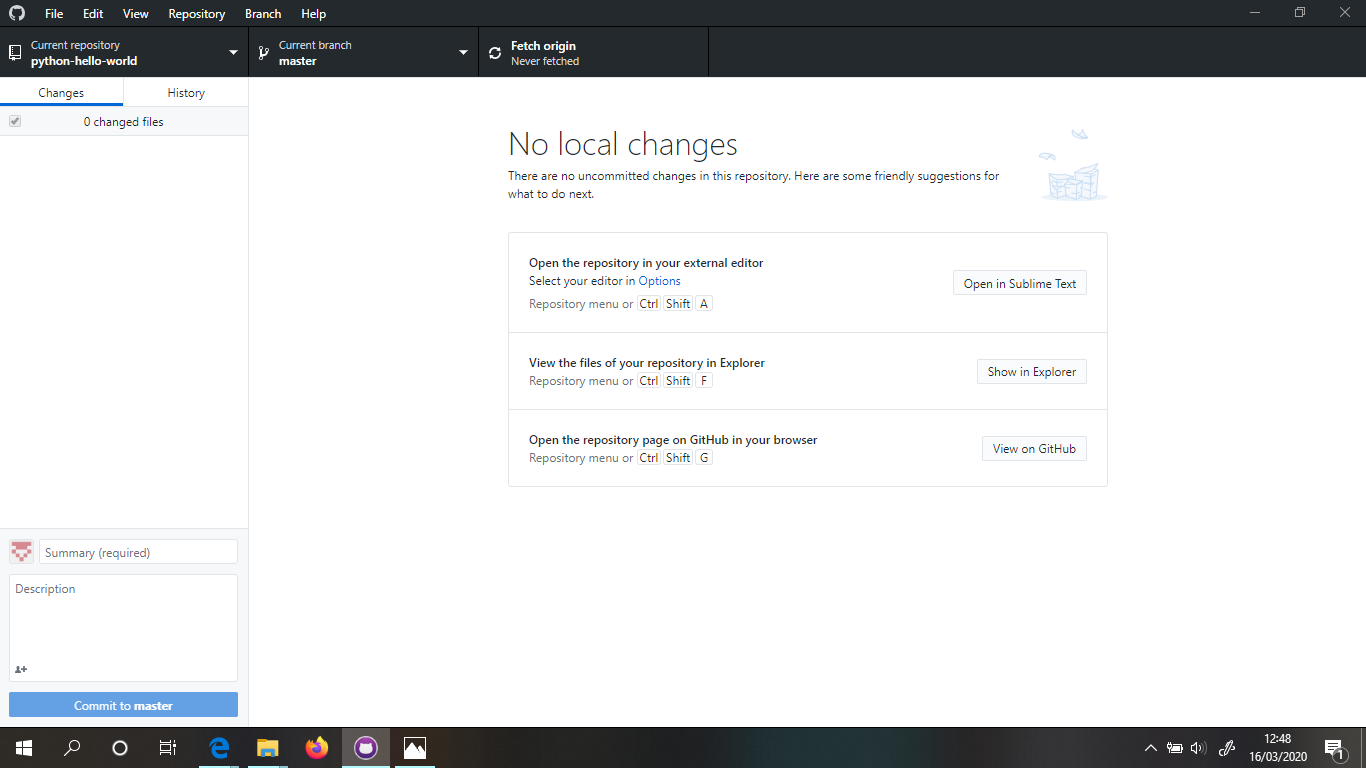 File Edit View Repository Branch Help
Current repository
python-hello-world
Current branch
master
Fetch origin
Never fetched
Changes History
0 changed files
No local changes
There are no uncommitted changes in this repository. Here are some friendly suggestions for
what to do next.
Open the repository in your external editor
Select your editor in Options
Repository menu or Ctrl Shift A
Open in Sublime Text
View the files of your repository in Explorer
Repository menu or Ctrl Shift F
Show in Explorer
Open the repository page on GitHub in your browser
Repository menu or Ctrl Shift G
View on GitHub
Summary (required)
Description
Commit to master
12:48
16/03/2020
1